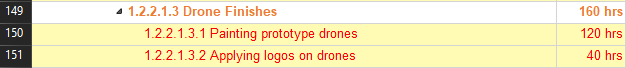 149 1.2.2.1.3 Drone Finishes 160 hrs
150 1.2.2.1.3.1 Painting prototype drones 120 hrs
151 1.2.2.1.3.2 Applying logos on drones 40 hrs